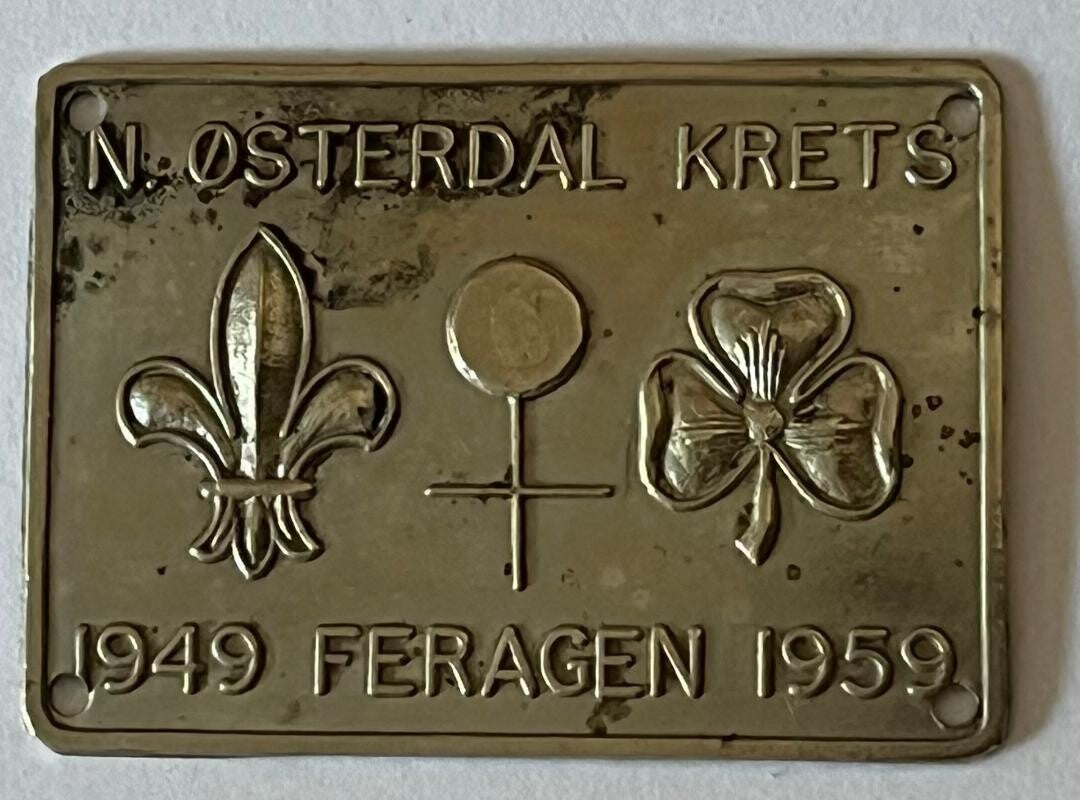 N. ØSTERDAL KRETS
1949 FERAGEN 1959